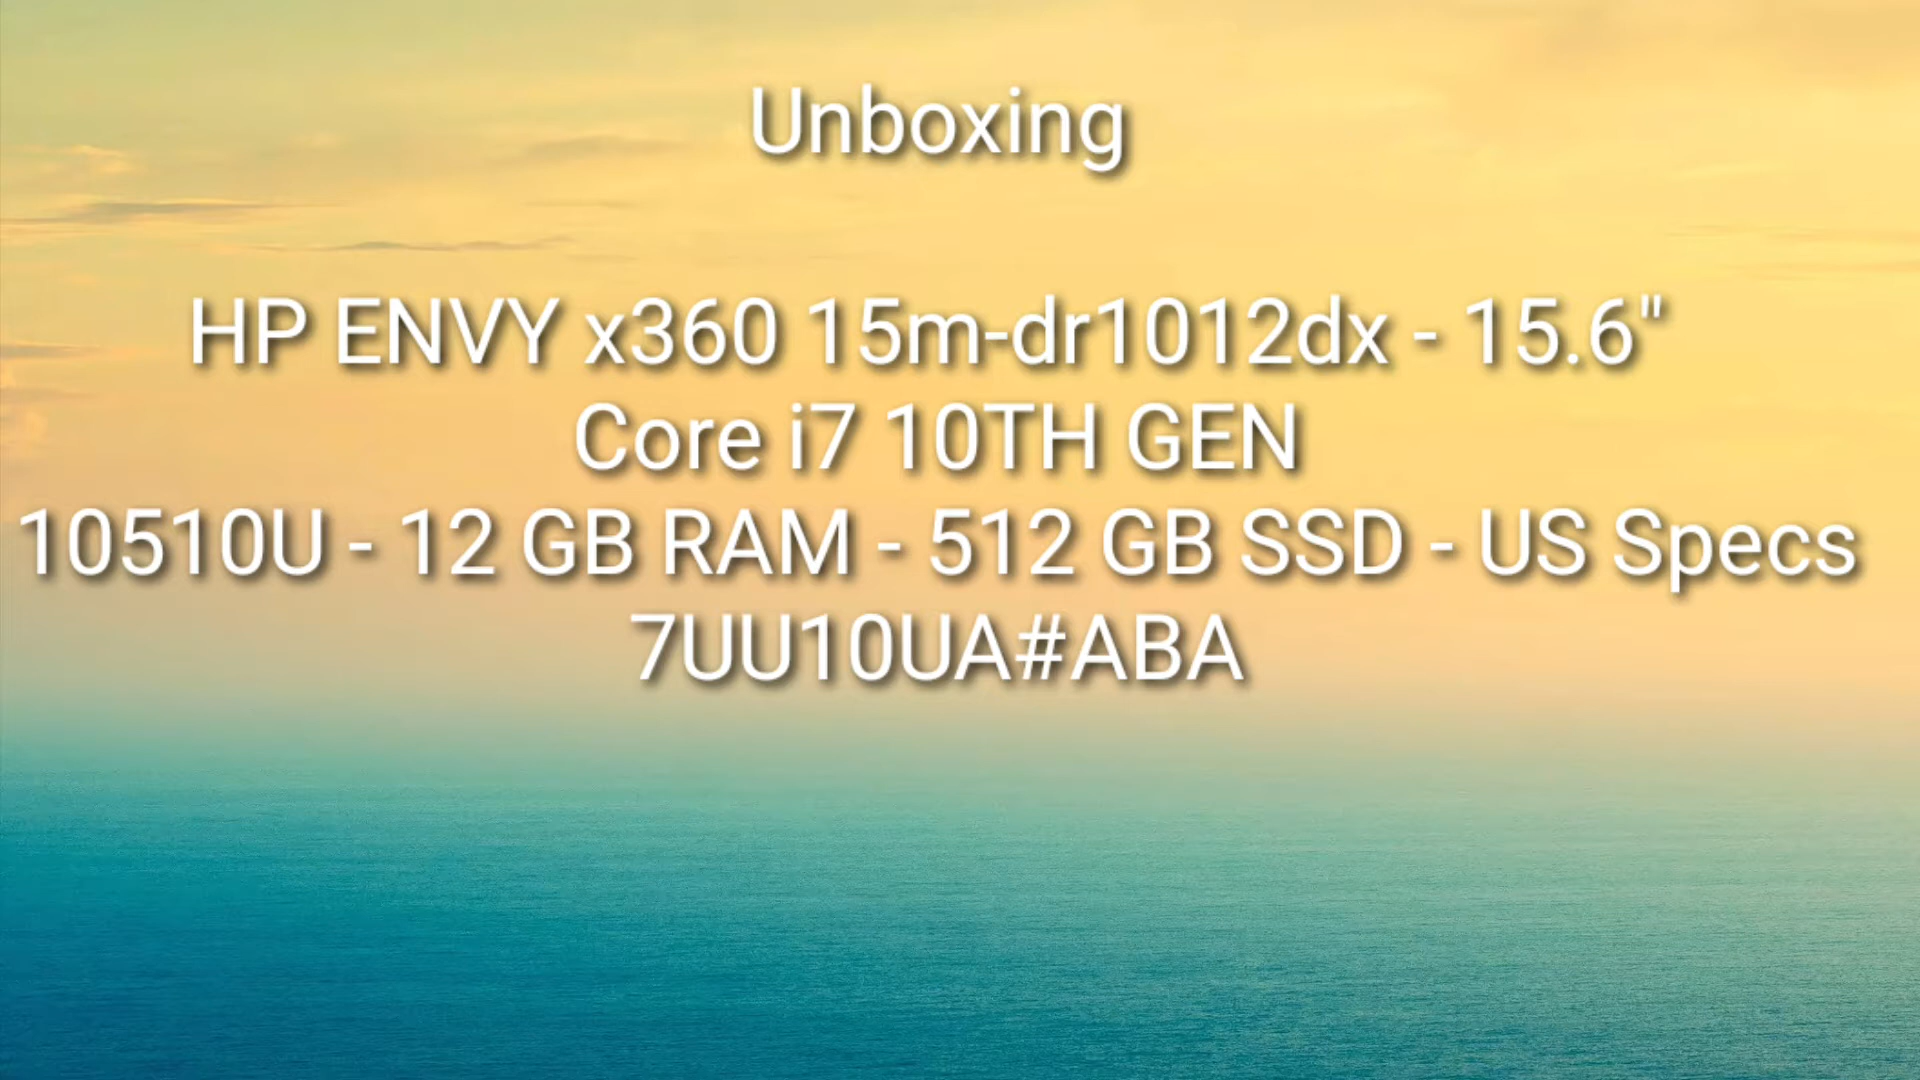 Unboxing
HP ENVY x360 15m-dr1012dx - 15.6"
Core i7 10TH GEN
10510U - 12 GB RAM - 512 GB SSD - US Specs
7UU10UA#ABA